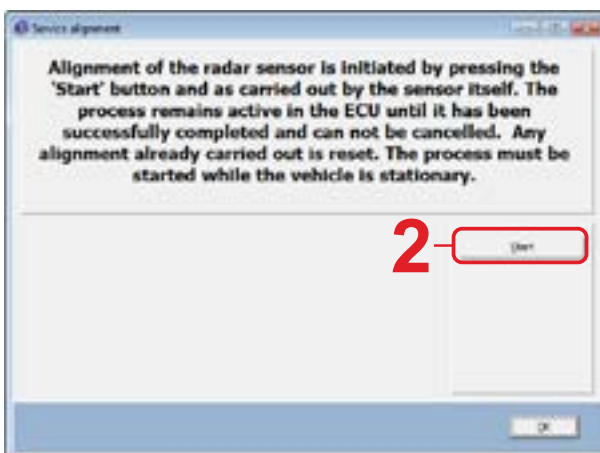 Service alignment
Alignment of the radar sensor is initiated by pressing the
'Start' button and as carried out by the sensor itself. The
process remains active in the ECU until it has been
successfully completed and can not be cancelled. Any
alignment already carried out is reset. The process must be
started while the vehicle is stationary.
2
Start
OK